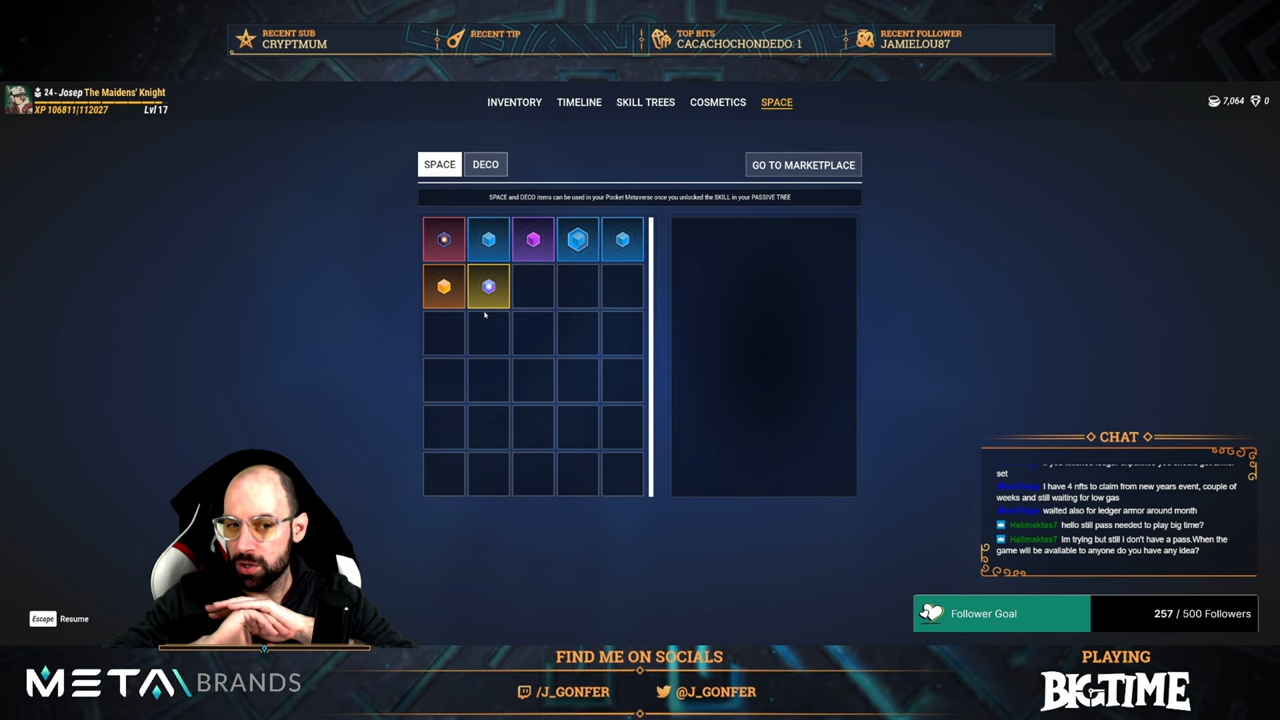 RECENT SUB
CRYPTMUM
RECENT TIP
TOP BITS
CACACHOCHONDEDO: 1
RECENT FOLLOWER
JAMIELOU87
24 - Josep The Maidens' Knight
XP 106811|112027
Lvl 17
INVENTORY
TIMELINE
SKILL TREES
COSMETICS
SPACE
7,064
0
SPACE
DECO
GO TO MARKETPLACE
SPACE and DECO items can be used in your Pocket Metaverse once you unlocked the SKILL in your PASSIVE TREE
CHAT
set
I have 4 nfts to claim from new years event, couple of
weeks and still waiting for low gas
waited also for ledger armor around month
Halimaktas7 hello still pass needed to play big time?
Halimaktas7 Im trying but still I don't have a pass.When the
game will be available to anyone do you have any idea?
Escape Resume
Follower Goal
257 / 500 Followers
META BRANDS
FIND ME ON SOCIALS
/J_GONFER
@J_GONFER
PLAYING
BIGTIME